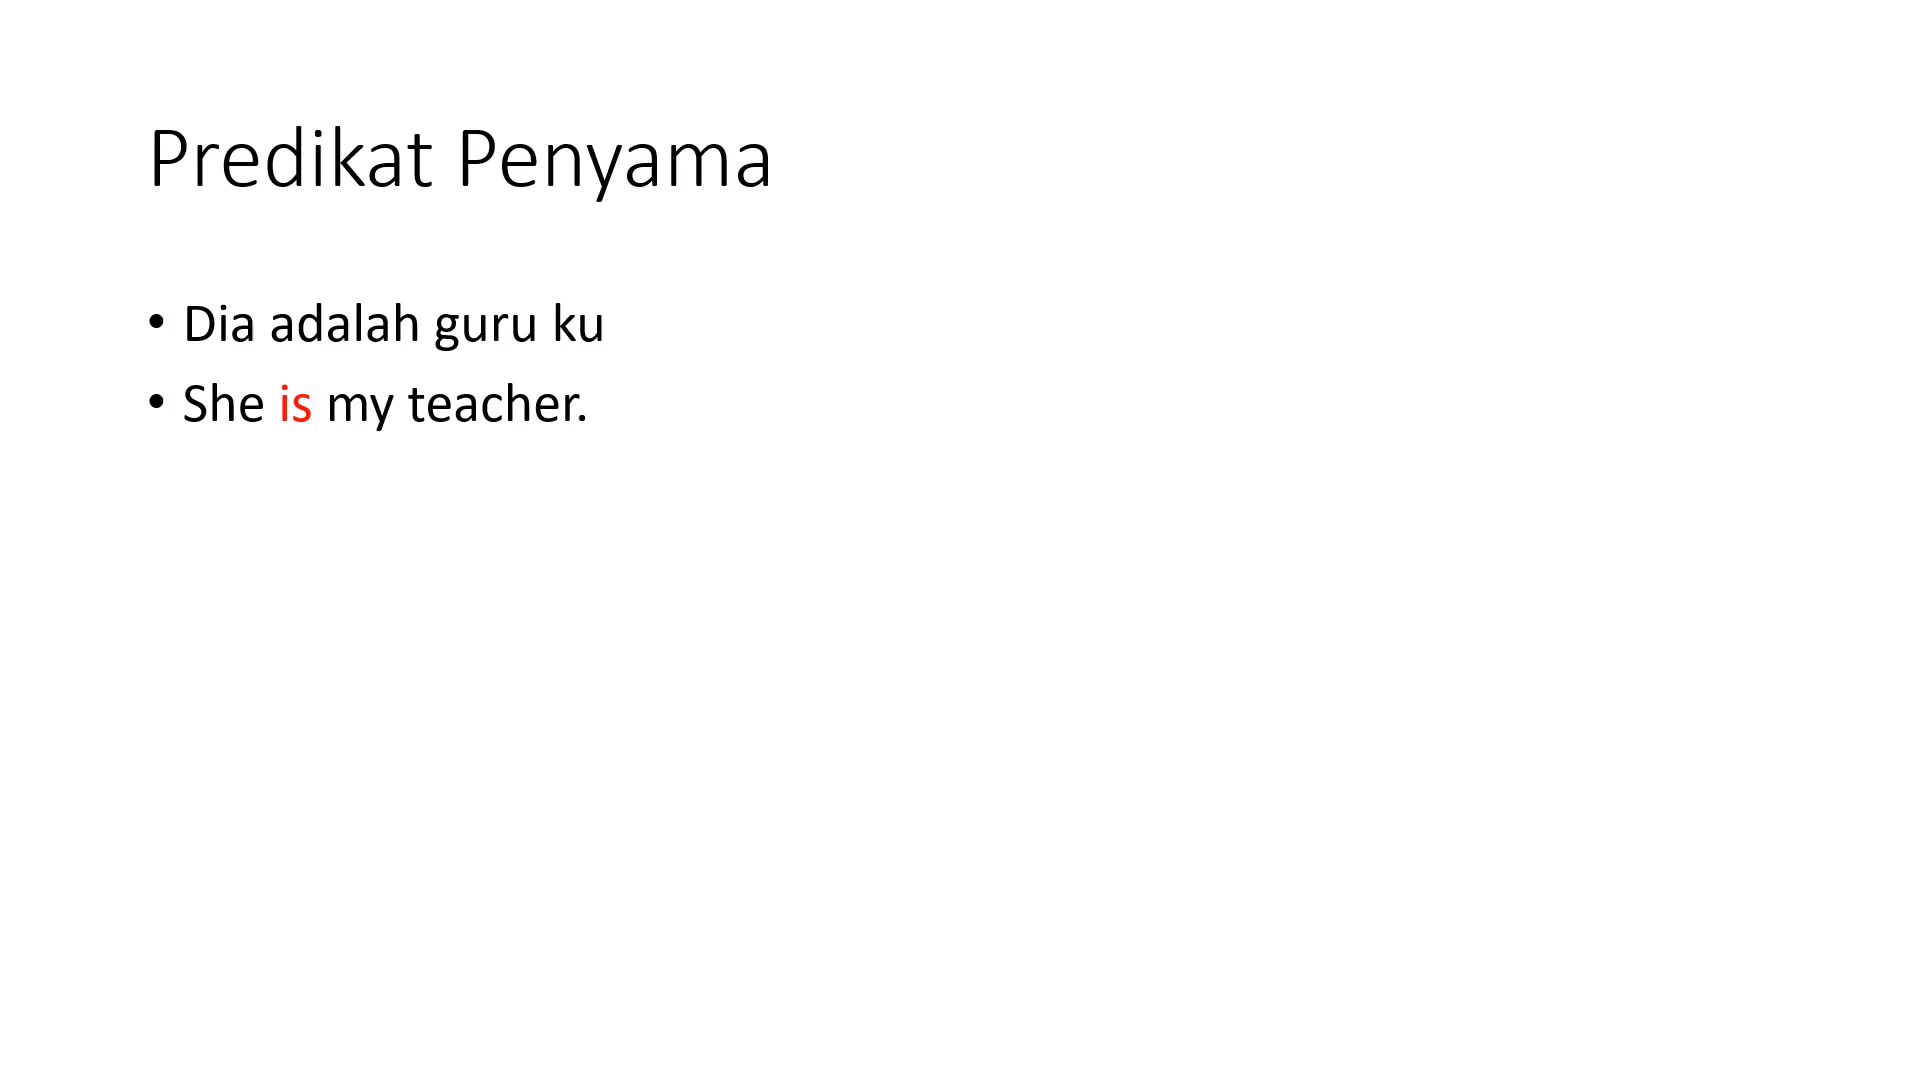 Predikat Penyama
• Dia adalah guru ku
• She is my teacher.